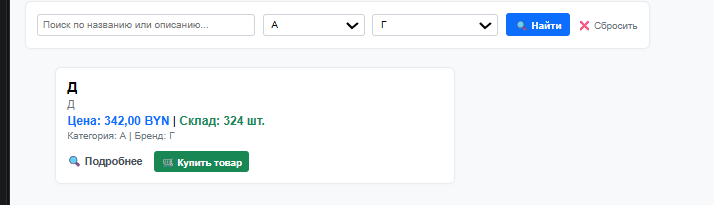 Поиск по названию или описанию... А Г Найти Сбросить
Д
Д
Цена: 342,00 BYN | Склад: 324 шт.
Категория: А | Бренд: Г
Подробнее Купить товар